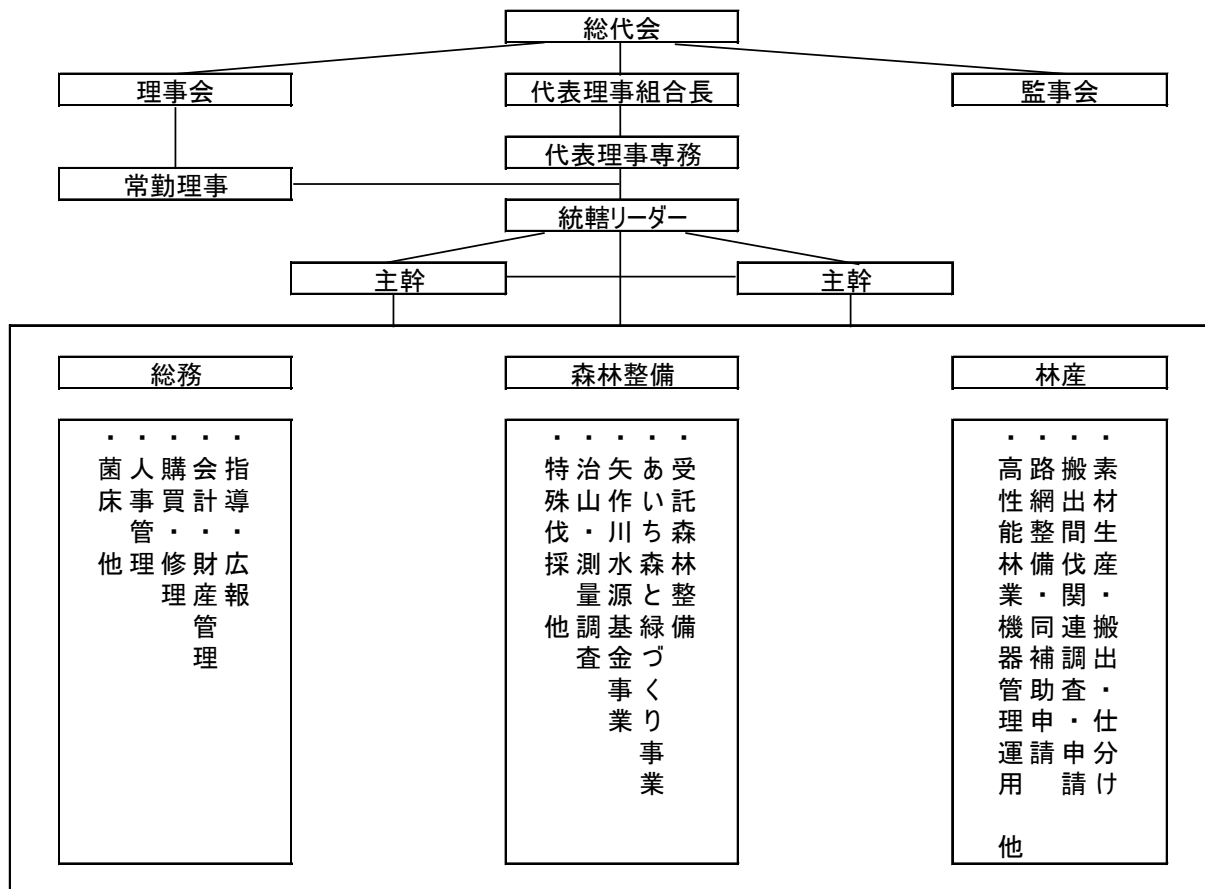 総代会
理事会
代表理事組合長
監事会
代表理事専務
常勤理事
統轄リーダー
主幹
主幹
総務
森林整備
林産
・指導・広報
・会計・財産管理
・購買・修理
・人事管理
・菌床 他
・受託森林整備
・あいち森と緑づくり事業
・矢作川水源基金事業
・治山・測量調査
・特殊伐採 他
・素材生産・搬出・仕分け
・搬出間伐関連調査・申請
・路網整備・同補助申請
・高性能林業機器管理運用 他